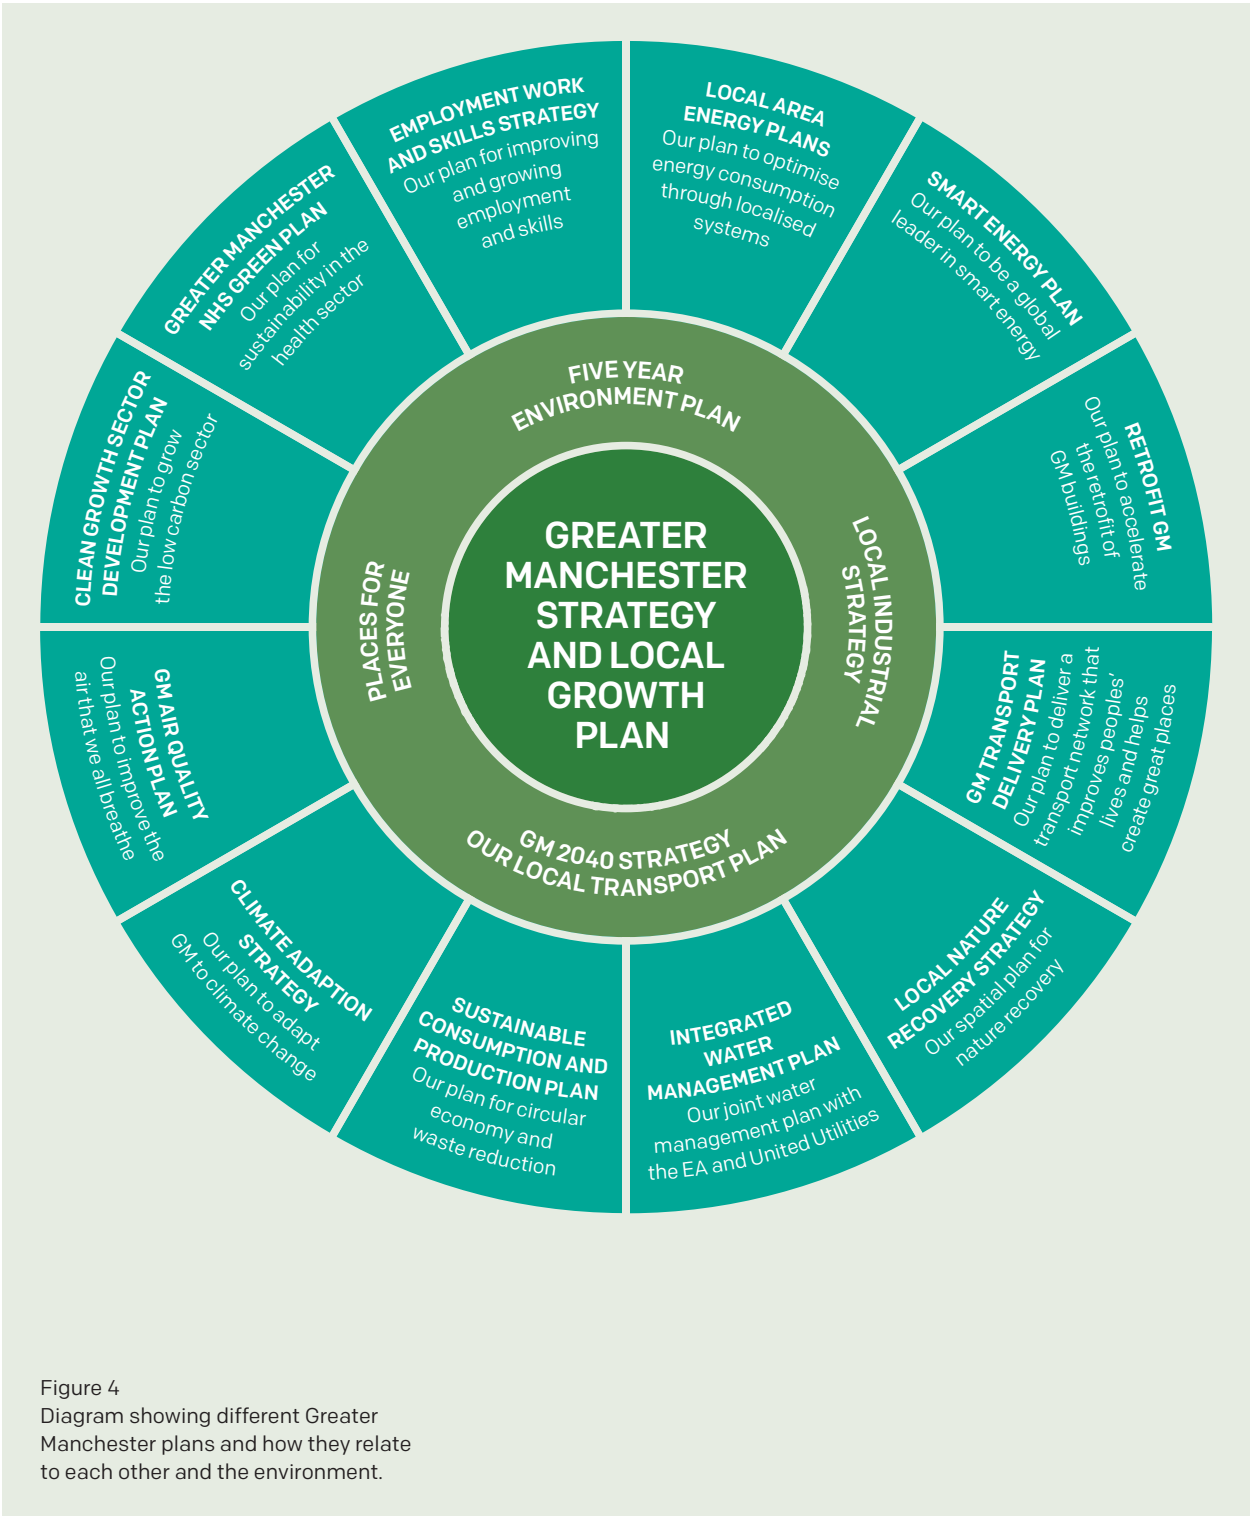 GREATER
MANCHESTER
STRATEGY
AND LOCAL
GROWTH
PLAN
FIVE YEAR
ENVIRONMENT PLAN
LOCAL INDUSTRIAL
STRATEGY
GM 2040 STRATEGY
OUR LOCAL TRANSPORT PLAN
PLACES FOR
EVERYONE
LOCAL AREA
ENERGY PLANS
Our plan to optimise
energy consumption
through localised
systems
SMART ENERGY PLAN
Our plan to be a global
leader in smart energy
RETROFIT GM
Our plan to accelerate
the retrofit of
GM buildings
GM TRANSPORT
DELIVERY PLAN
Our plan to deliver a
transport network that
improves peoples'
lives and helps
create great places
LOCAL NATURE
RECOVERY STRATEGY
Our spatial plan for
nature recovery
INTEGRATED
WATER
MANAGEMENT PLAN
Our joint water
management plan with
the EA and United Utilities
SUSTAINABLE
CONSUMPTION AND
PRODUCTION PLAN
Our plan for circular
economy and
waste reduction
CLIMATE ADAPTION
STRATEGY
Our plan to adapt
GM to climate change
GM AIR QUALITY
ACTION PLAN
Our plan to improve the
air that we all breathe
CLEAN GROWTH SECTOR
DEVELOPMENT PLAN
Our plan to grow
the low carbon sector
GREATER MANCHESTER
NHS GREEN PLAN
Our plan for
sustainability in the
health sector
EMPLOYMENT WORK
AND SKILLS STRATEGY
Our plan for improving
and growing
employment
and skills
Figure 4
Diagram showing different Greater
Manchester plans and how they relate
to each other and the environment.